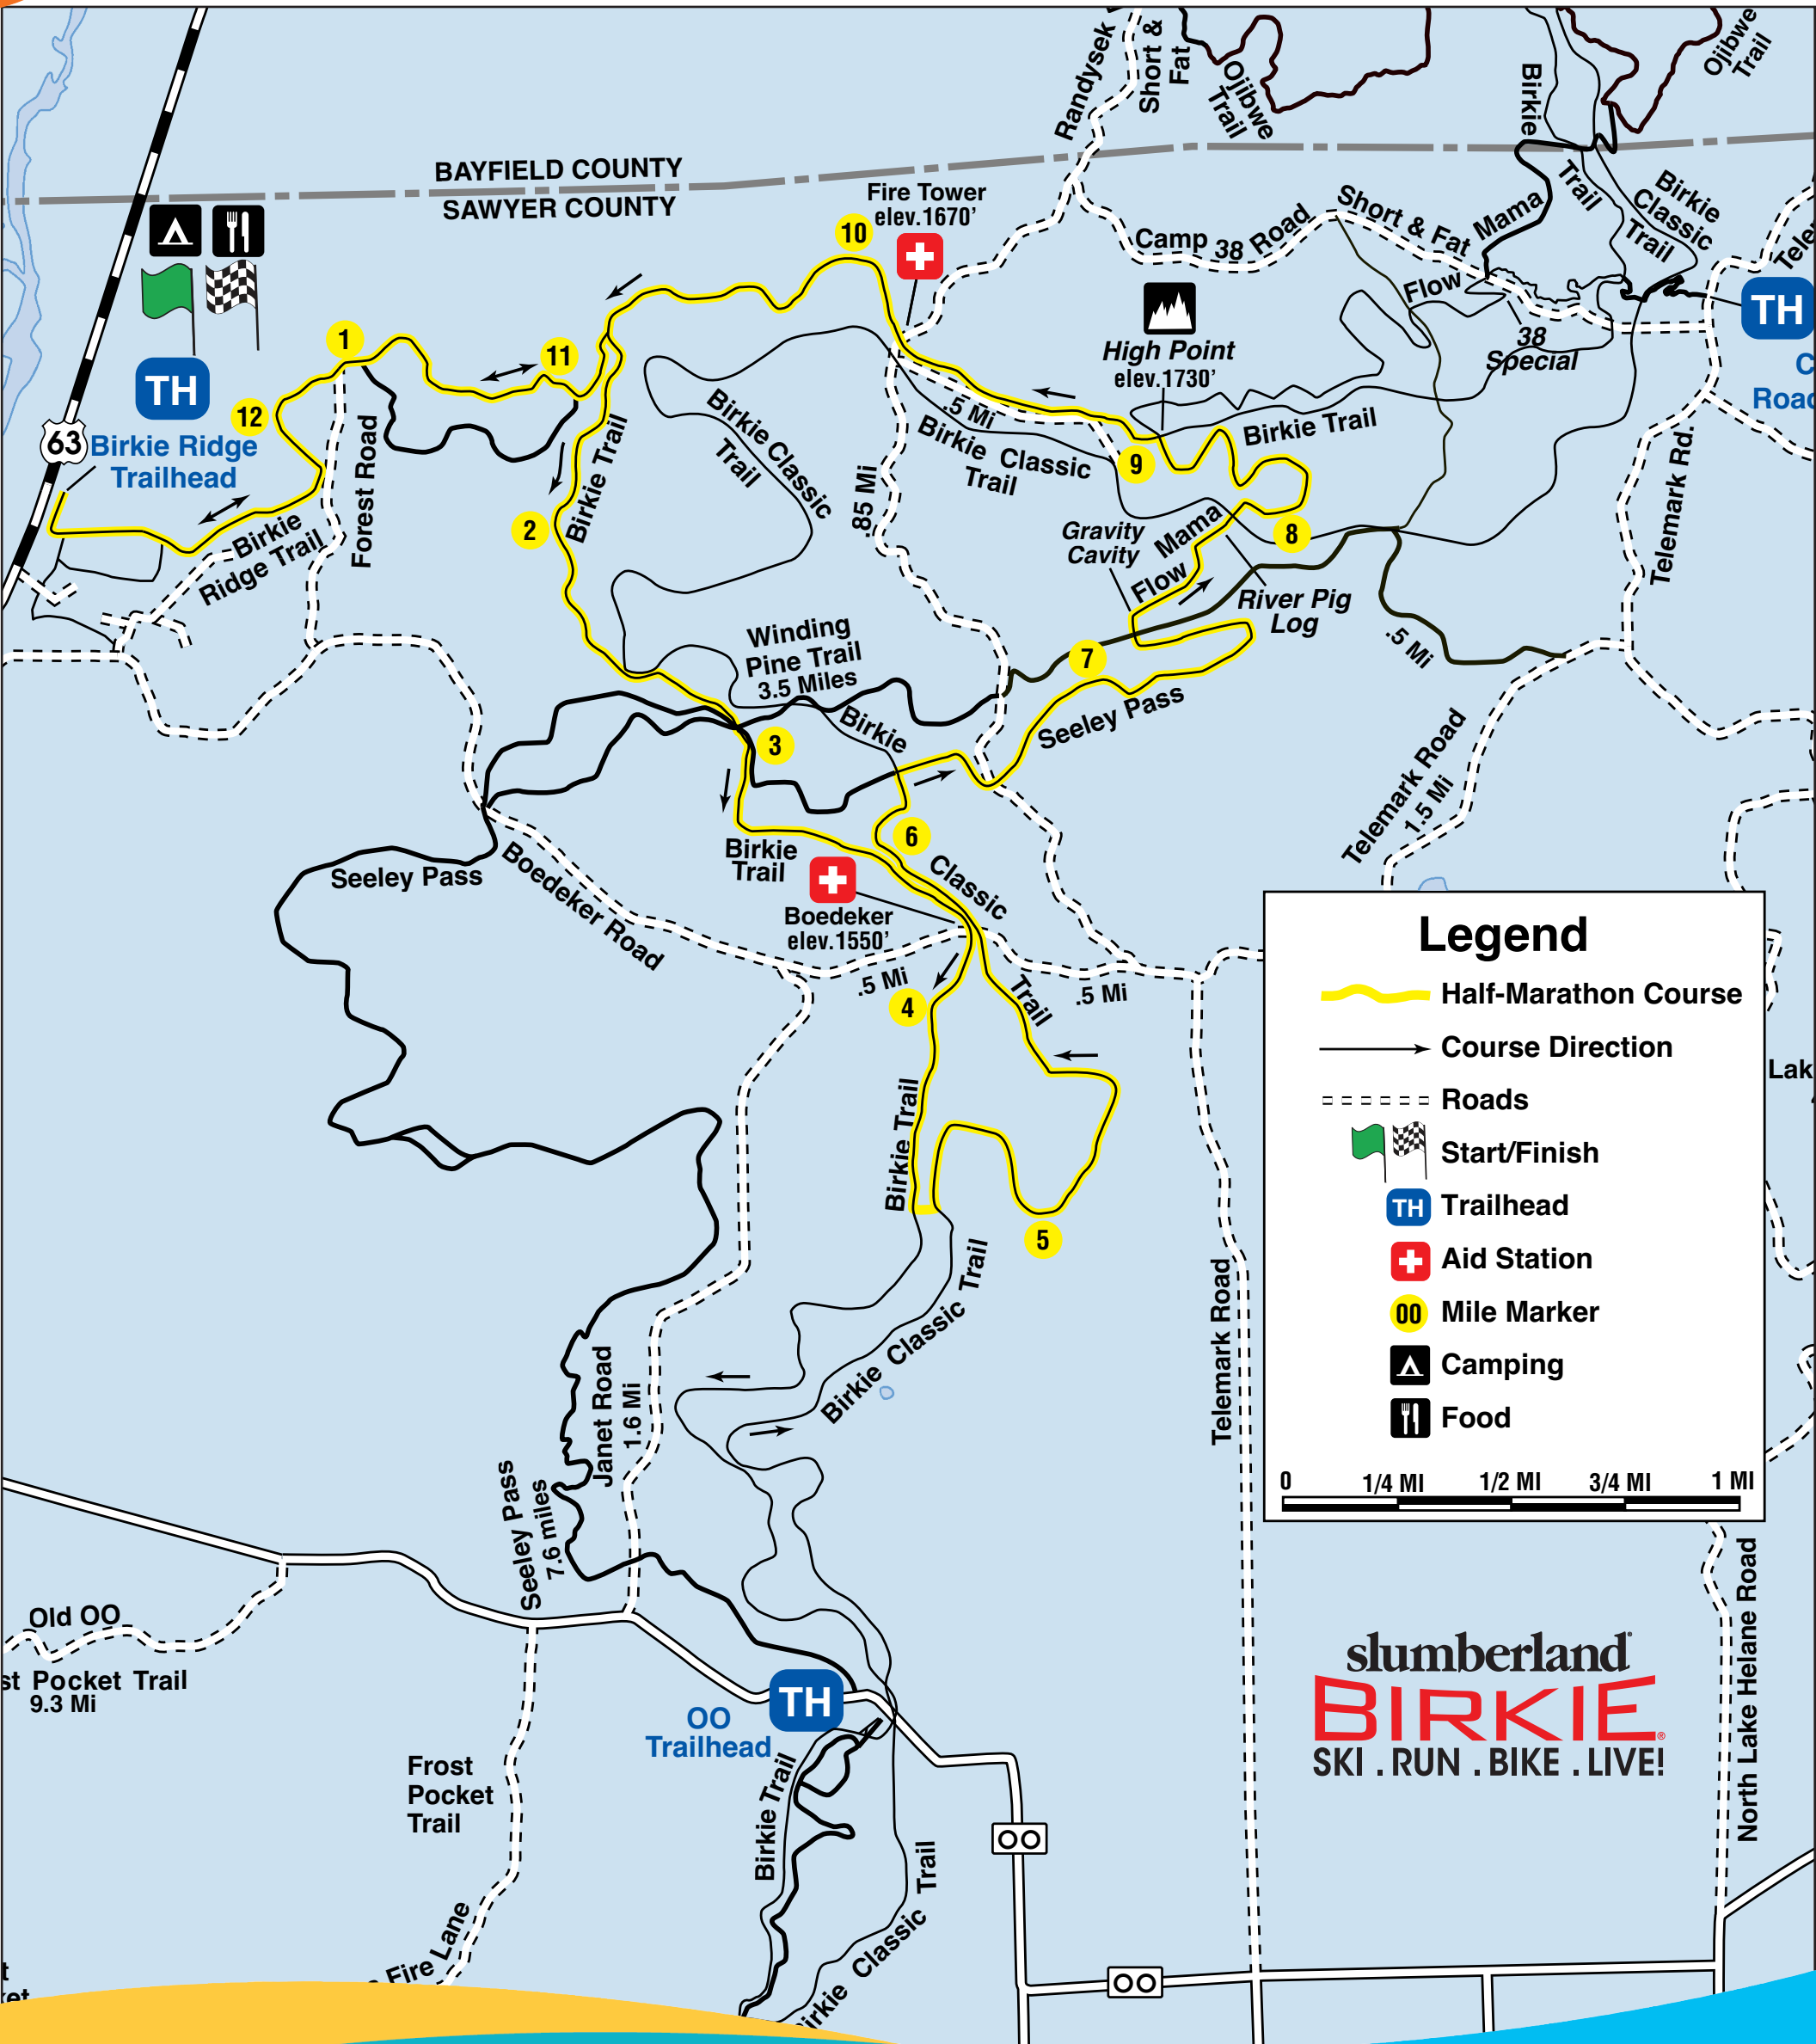 BAYFIELD COUNTY
SAWYER COUNTY
Fire Tower
elev.1670’
10
Randysek
Short &
Fat
Ojibwe
Trail
Birkie
Trail
Ojibwe
Trail
Birkie
Classic
Trail
Mama
Short & Fat
Flow
Camp 38 Road
38
Special
TH
Telemark Rd.
High Point
elev.1730’
1
11
12
TH
Birkie Ridge
Trailhead
63
Forest Road
Birkie
Ridge Trail
2
Birkie Trail
Birkie Classic
Trail
.5 Mi
Birkie Classic
Trail
Birkie Trail
9
8
.85 Mi
Gravity
Cavity
Flow Mama
River Pig
Log
.5 Mi
Winding
Pine Trail
3.5 Miles
7
Seeley Pass
3
Birkie
Classic
Trail
6
Birkie
Trail
Boedeker
elev.1550’
Seeley Pass
Boedeker Road
.5 Mi
.5 Mi
4
Telemark Road
1.5 Mi
Birkie Trail
5
Birkie Classic Trail
Telemark Road
Janet Road
1.6 Mi
Seeley Pass
7.6 miles
Old OO
st Pocket Trail
9.3 Mi
Frost
Pocket
Trail
Fire Lane
TH
OO
Trailhead
Birkie Trail
Birkie Classic
Trail
OO
OO
North Lake Helane Road
Legend
Half-Marathon Course
Course Direction
Roads
Start/Finish
TH Trailhead
Aid Station
00 Mile Marker
Camping
Food
0 1/4 MI 1/2 MI 3/4 MI 1 MI
slumberland
BIRKIE®
SKI . RUN . BIKE . LIVE!